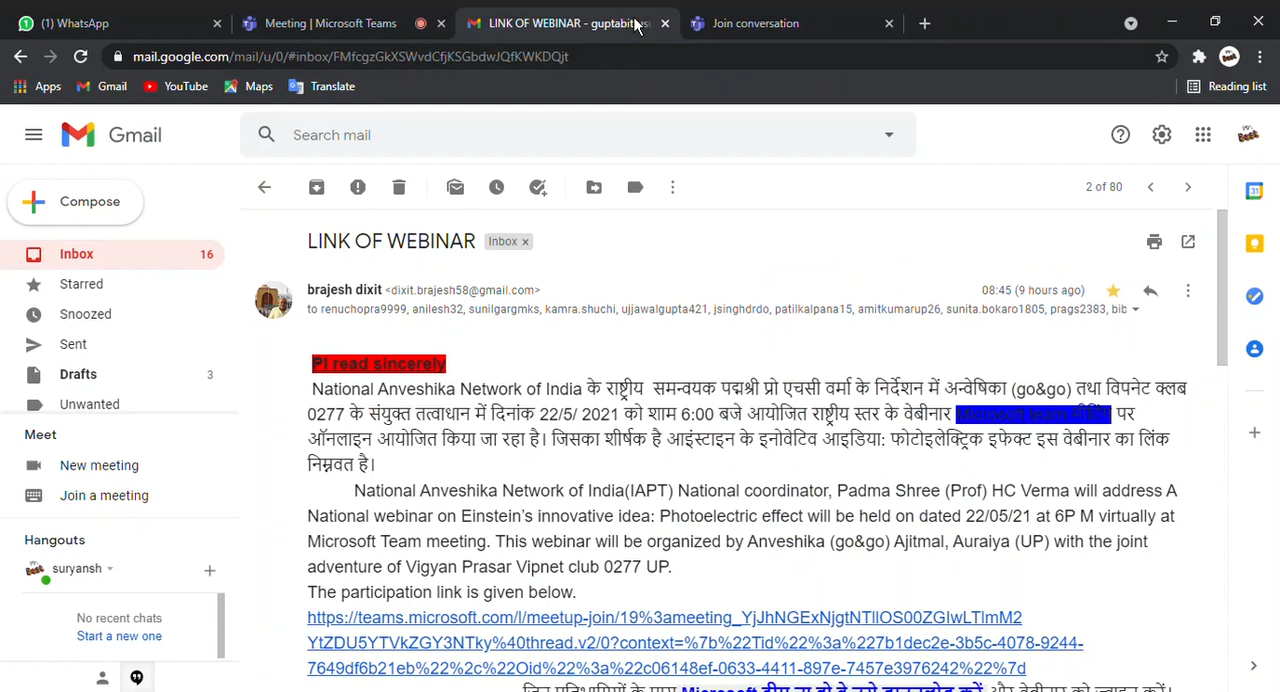 (1) WhatsApp
Meeting | Microsoft Teams
LINK OF WEBINAR - guptabit
Join conversation
mail.google.com/mail/u/0/#inbox/FMfcgzGkXSWvdCfjKSGbdwJQfKWKDQjt
Apps Gmail YouTube Maps Translate Reading list
Gmail
Search mail
Compose
2 of 80
Inbox 16
Starred
Snoozed
Sent
Drafts 3
Unwanted
Meet
New meeting
Join a meeting
Hangouts
suryansh
No recent chats
Start a new one
LINK OF WEBINAR Inbox x
brajesh dixit <dixit.brajesh58@gmail.com> 08:45 (9 hours ago)
to renuchopra9999, anilesh32, sunilgargmks, kamra.shuchi, ujjawalgupta421, jsinghdrdo, patilkalpana15, amitkumarup26, sunita.bokaro1805, prags2383, bib
Pl read sincerely
National Anveshika Network of India के राष्ट्रीय समन्वयक पद्मश्री प्रो एचसी वर्मा के निर्देशन में अन्वेषिका (go&go) तथा विपनेट क्लब
0277 के संयुक्त तत्वाधान में दिनांक 22/5/ 2021 को शाम 6:00 बजे आयोजित राष्ट्रीय स्तर के वेबीनार Microsoft team मीटिंग पर
ऑनलाइन आयोजित किया जा रहा है। जिसका शीर्षक है आइंस्टाइन के इनोवेटिव आइडिया: फोटोइलेक्ट्रिक इफेक्ट इस वेबीनार का लिंक
निम्नवत है।
National Anveshika Network of India(IAPT) National coordinator, Padma Shree (Prof) HC Verma will address A
National webinar on Einstein's innovative idea: Photoelectric effect will be held on dated 22/05/21 at 6P M virtually at
Microsoft Team meeting. This webinar will be organized by Anveshika (go&go) Ajitmal, Auraiya (UP) with the joint
adventure of Vigyan Prasar Vipnet club 0277 UP.
The participation link is given below.
https://teams.microsoft.com/l/meetup-join/19%3ameeting_YjJhNGExNjgtNTllOS00ZGIwLTlmM2
YtZDU5YTVkZGY3NTky%40thread.v2/0?context=%7b%22Tid%22%3a%227b1dec2e-3b5c-4078-9244-
7649df6b21eb%22%2c%22Oid%22%3a%22c06148ef-0633-4411-897e-7457e3976242%22%7d